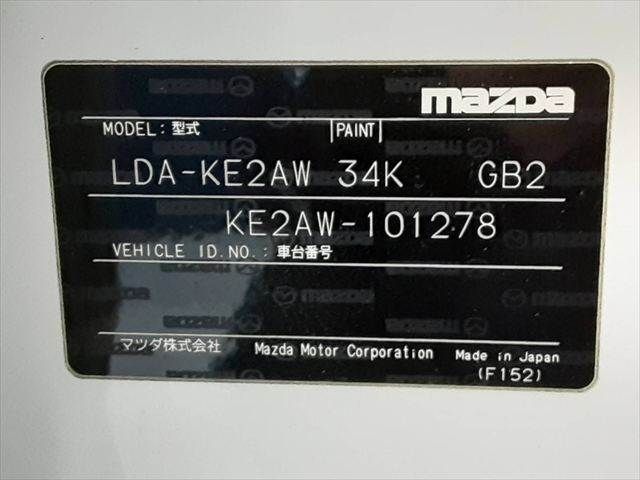 mazda
MODEL:型式 PAINT
LDA-KE2AW 34K GB2
KE2AW-101278
VEHICLE ID.NO.:車台番号
マツダ株式会社 Mazda Motor Corporation Made in Japan
(F152)